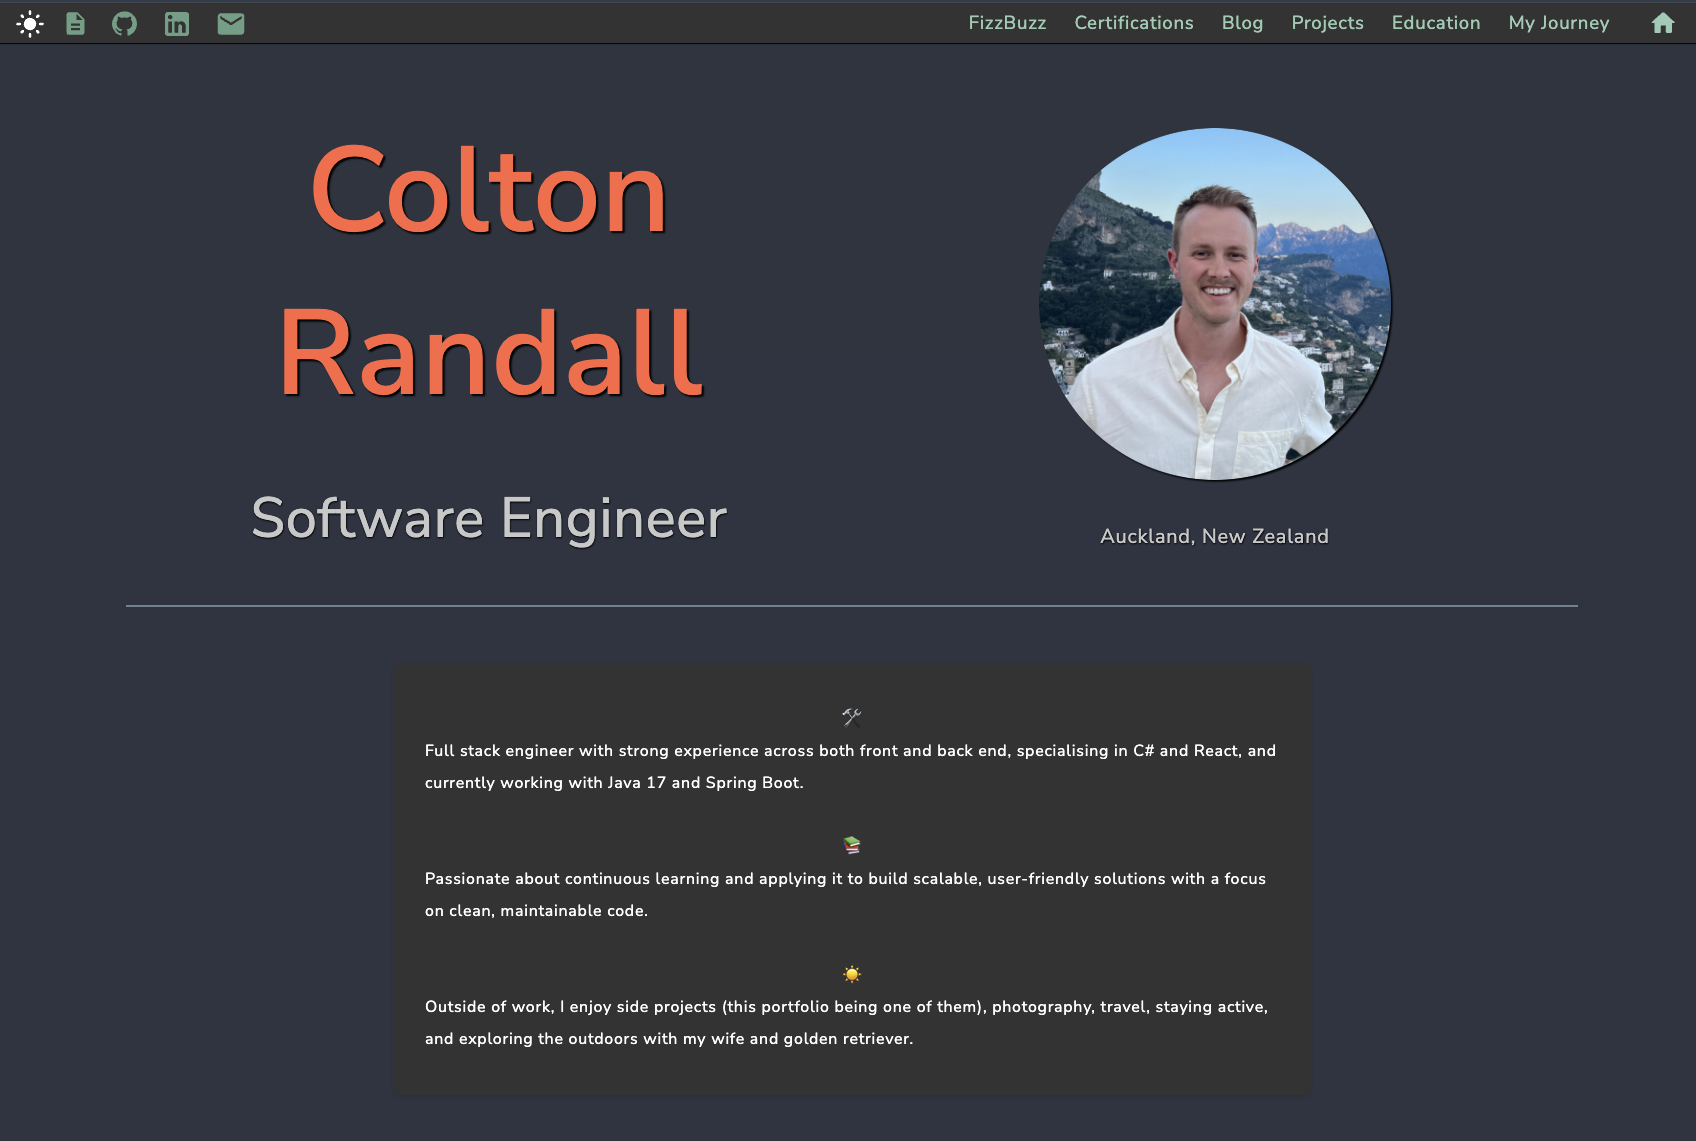 FizzBuzz Certifications Blog Projects Education My Journey
Colton
Randall
Software Engineer
Auckland, New Zealand
Full stack engineer with strong experience across both front and back end, specialising in C# and React, and
currently working with Java 17 and Spring Boot.
Passionate about continuous learning and applying it to build scalable, user-friendly solutions with a focus
on clean, maintainable code.
Outside of work, I enjoy side projects (this portfolio being one of them), photography, travel, staying active,
and exploring the outdoors with my wife and golden retriever.